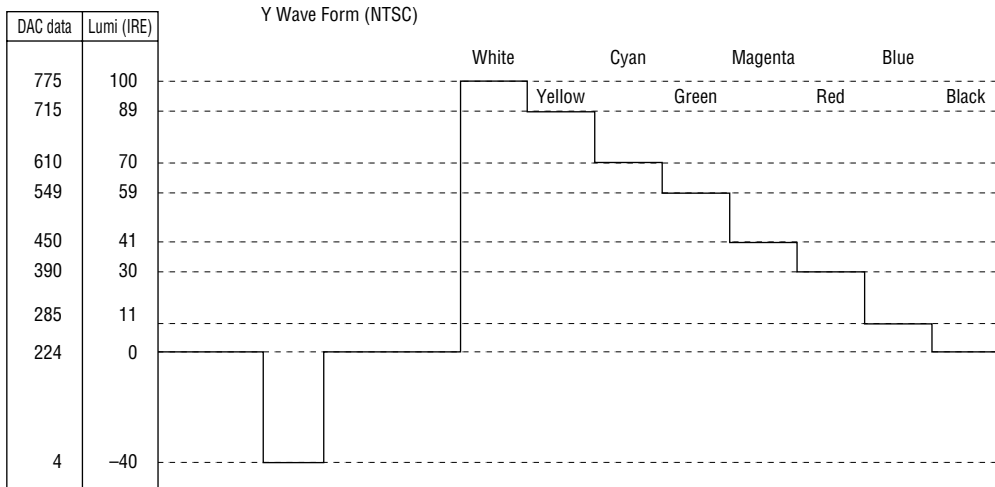 Y Wave Form (NTSC)
DAC data Lumi (IRE)
White Cyan Magenta Blue
775 100
Yellow Green Red Black
715 89
610 70
549 59
450 41
390 30
285 11
224 0
4 –40